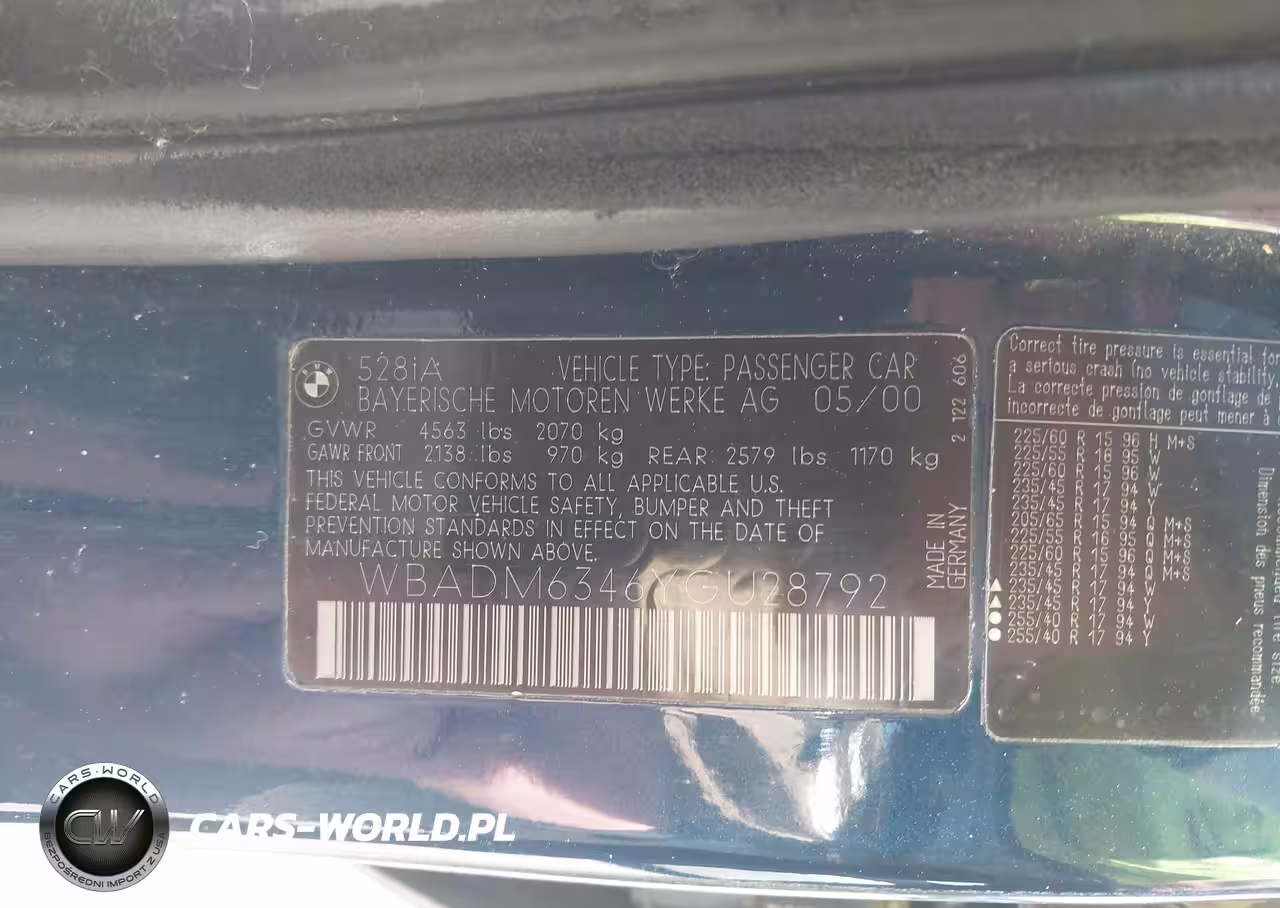 528iA VEHICLE TYPE: PASSENGER CAR
BAYERISCHE MOTOREN WERKE AG 05/00
GVWR 4563 lbs 2070 kg
GAWR FRONT 2138 lbs 970 kg REAR: 2579 lbs 1170 kg
THIS VEHICLE CONFORMS TO ALL APPLICABLE U.S.
FEDERAL MOTOR VEHICLE SAFETY, BUMPER AND THEFT
PREVENTION STANDARDS IN EFFECT ON THE DATE OF
MANUFACTURE SHOWN ABOVE.
WBADM6346YGU28792
2 122 606
MADE IN
GERMANY
Correct tire pressure is essential for
a serious crash (no vehicle stability,
La correcte pression de gonflage de
incorrecte de gonflage peut mener à
225/60 R 15 96 H M+S
225/55 R 16 95 W
225/60 R 15 96 W
235/45 R 17 94 W
235/45 R 17 94 Y
205/65 R 15 94 Q M+S
225/55 R 16 95 Q M+S
225/60 R 15 96 Q M+S
235/45 R 17 94 Q M+S
235/45 R 17 94 W
235/45 R 17 94 Y
255/40 R 17 94 W
255/40 R 17 94 Y
Dimension des pneus recommandée
tire size
CARS-WORLD
CW
BEZPOŚREDNI IMPORT Z USA
CARS-WORLD.PL